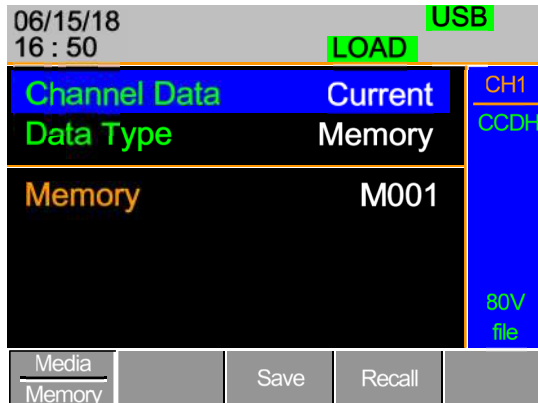 06/15/18 USB
16 : 50 LOAD
Channel Data Current
Data Type Memory
Memory M001
CH1
CCDH
80V
file
Media
Memory
Save
Recall